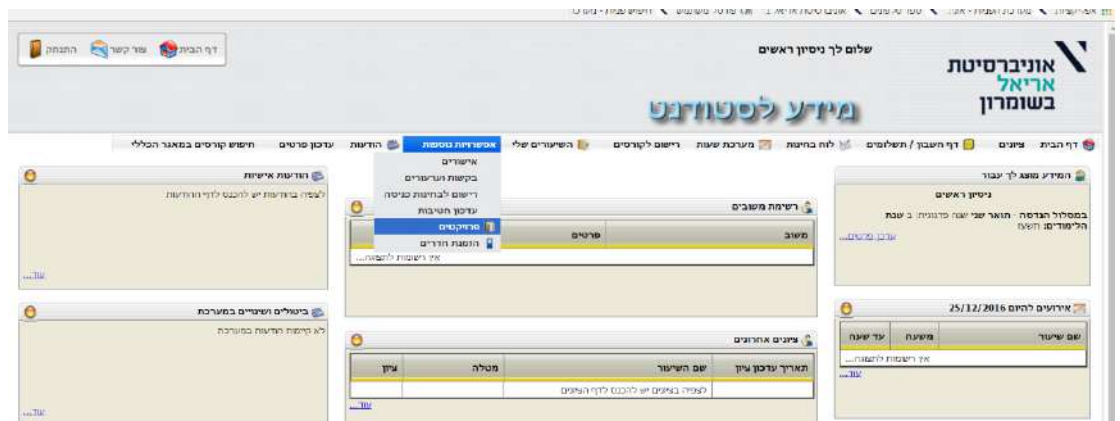 שלום לך ניסיון ראשים
דף הבית צור קשר התנתק
אוניברסיטת
אריאל
בשומרון
מידע לסטודנט
דף הבית ציונים דף חשבון / תשלומים לוח בחינות מערכת שעות רישום לקורסים השיעורים שלי אפשרויות נוספות הודעות עדכון פרטים חיפוש קורסים במאגר הכללי
אישורים
בקשות וערעורים
רישום לבחינות כניסה
עדכון חטיבות
פרויקטים
הזמנת חדרים
המידע מוצג לך עבור
ניסיון ראשים
במסלול הנדסה - תואר שני שנה פדגוגית: ב שנת
הלימודים: תשעז
עדכן פרטים...
רשימת משובים
משוב פרטים
אין רשומות לתצוגה...
הודעות אישיות
לצפיה בהודעות יש להכנס לדף ההודעות
עוד...
אירועים להיום 25/12/2016
שם שיעור משעה עד שעה
אין רשומות לתצוגה...
עוד...
ציונים אחרונים
תאריך עדכון ציון שם השיעור מטלה ציון
לצפיה בציונים יש להכנס לדף הציונים
עוד...
ביטולים ושינויים במערכת
לא קיימות הודעות במערכת
עוד...